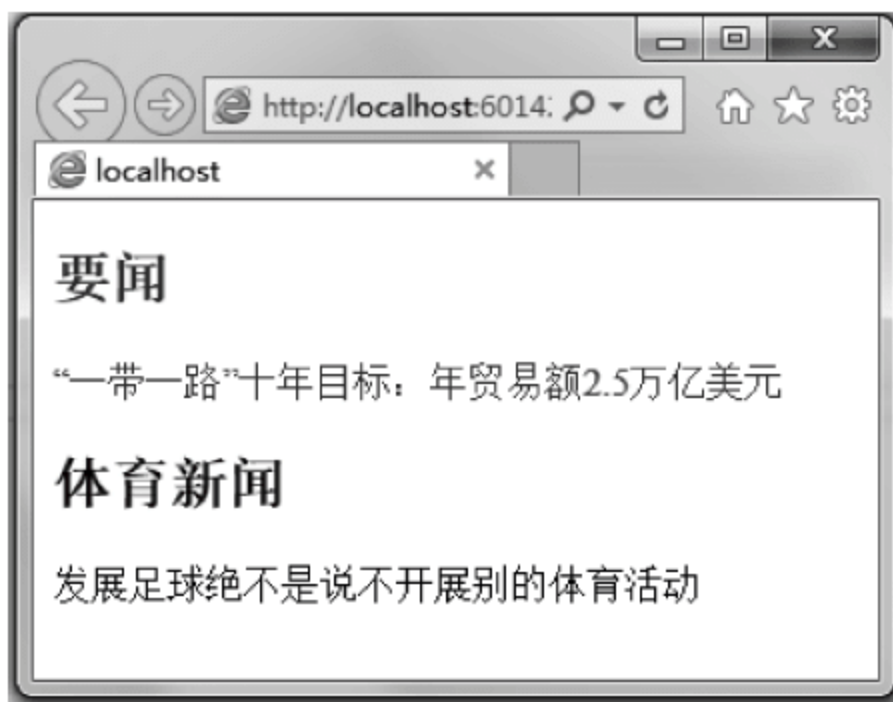 http://localhost:6014
localhost
要闻
“一带一路”十年目标：年贸易额2.5万亿美元
体育新闻
发展足球绝不是说不开展别的体育活动